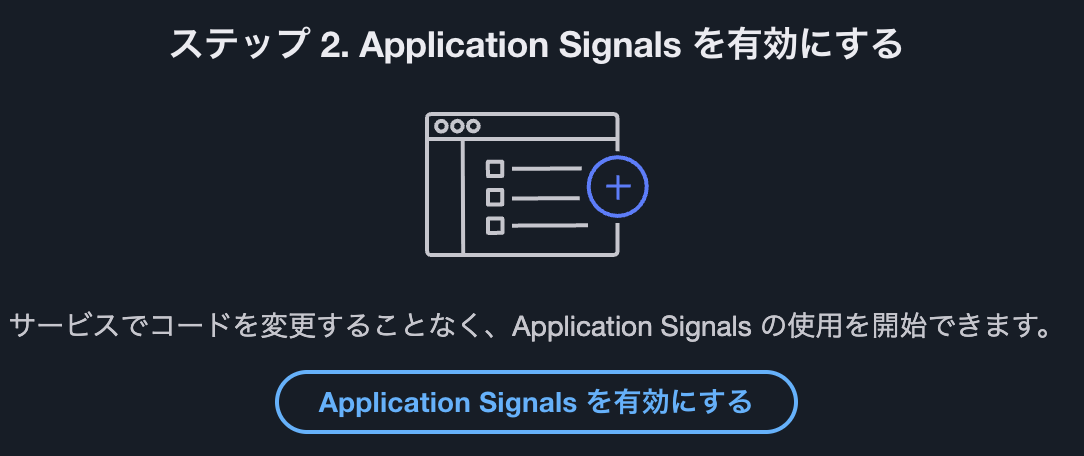 ステップ 2. Application Signals を有効にする
サービスでコードを変更することなく、Application Signals の使用を開始できます。
Application Signals を有効にする